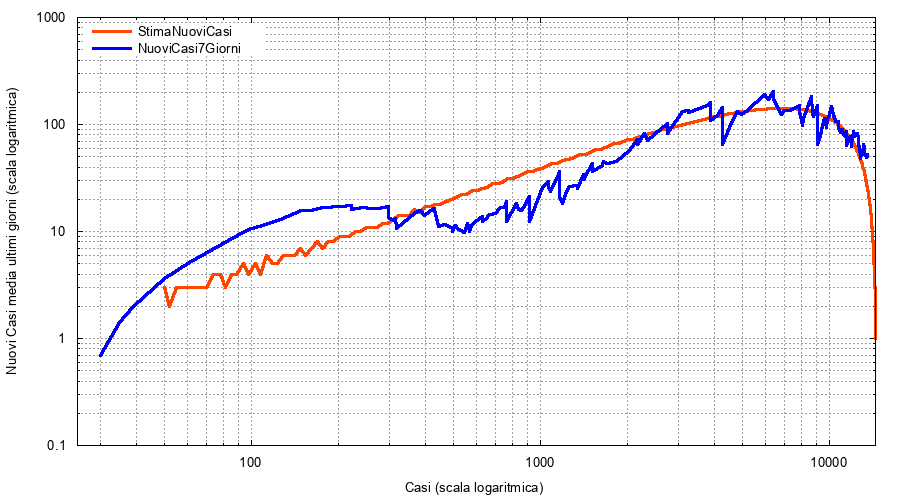 1000
StimaNuoviCasi
NuoviCasi7Giorni
100
10
1
0.1
Nuovi Casi media ultimi giorni (scala logaritmica)
100 1000 10000
Casi (scala logaritmica)